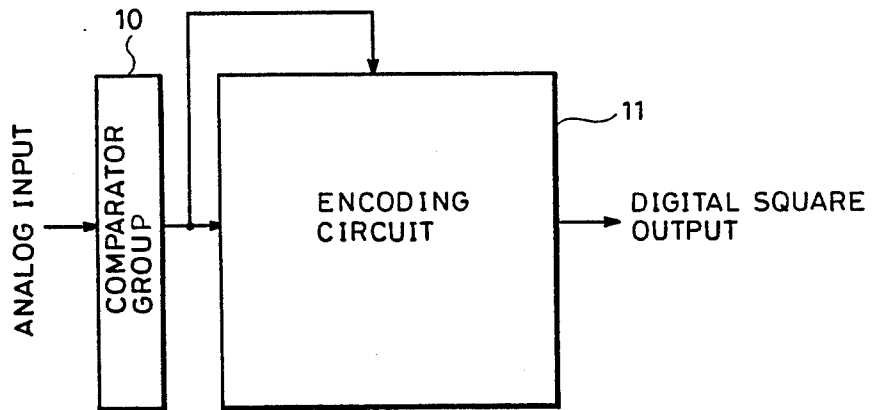 10
11
ANALOG INPUT
COMPARATOR
GROUP
ENCODING
CIRCUIT
DIGITAL SQUARE
OUTPUT